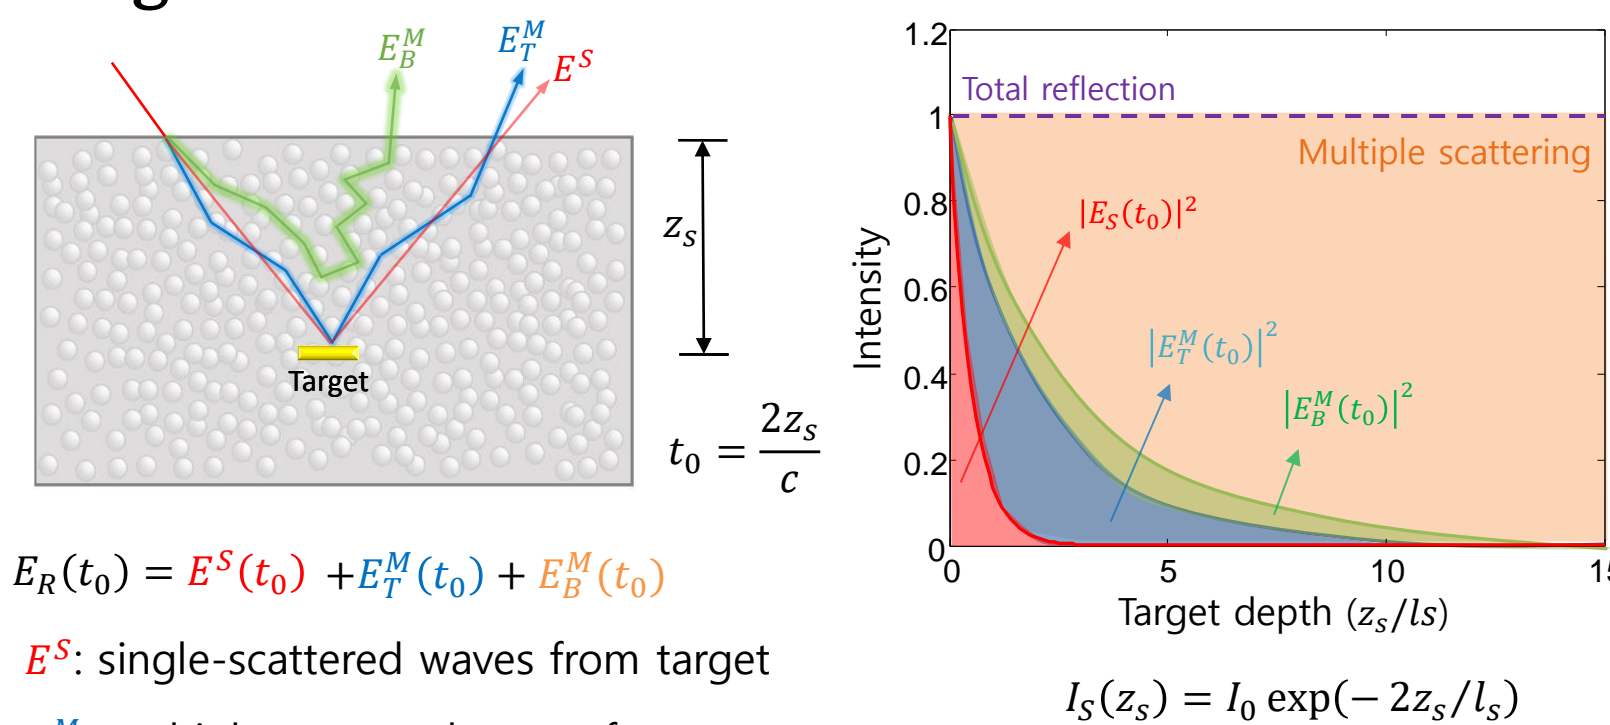 E_B^M
E_T^M
E^S
z_s
Target
t_0 = 2z_s / c
E_R(t_0) = E^S(t_0) + E_T^M(t_0) + E_B^M(t_0)
E^S: single-scattered waves from target
1.2
1
0.8
0.6
0.4
0.2
0
0 5 10
Intensity
Total reflection
Multiple scattering
|E_S(t_0)|^2
|E_T^M(t_0)|^2
|E_B^M(t_0)|^2
Target depth (z_s/ls)
I_S(z_s) = I_0 exp(− 2z_s/l_s)